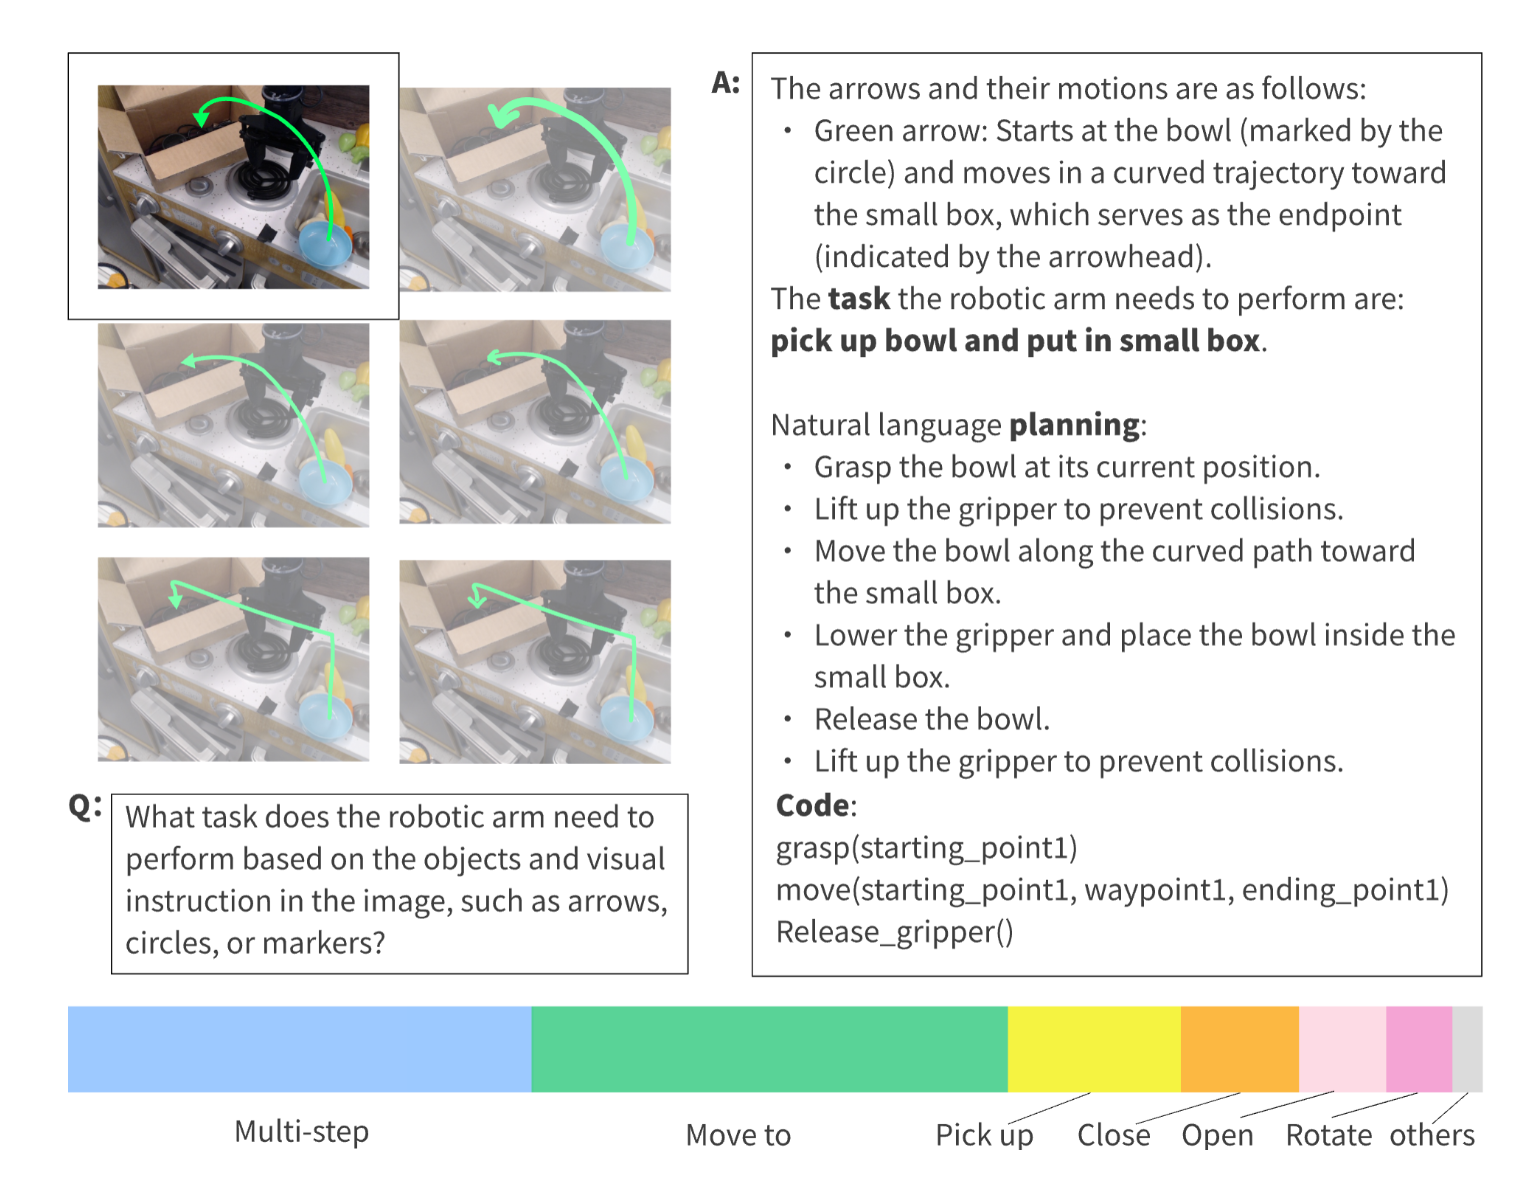 A:
The arrows and their motions are as follows:
• Green arrow: Starts at the bowl (marked by the
circle) and moves in a curved trajectory toward
the small box, which serves as the endpoint
(indicated by the arrowhead).
The task the robotic arm needs to perform are:
pick up bowl and put in small box.
Natural language planning:
• Grasp the bowl at its current position.
• Lift up the gripper to prevent collisions.
• Move the bowl along the curved path toward
the small box.
• Lower the gripper and place the bowl inside the
small box.
• Release the bowl.
• Lift up the gripper to prevent collisions.
Code:
grasp(starting_point1)
move(starting_point1, waypoint1, ending_point1)
Release_gripper()
Q:
What task does the robotic arm need to
perform based on the objects and visual
instruction in the image, such as arrows,
circles, or markers?
Multi-step
Move to
Pick up
Close
Open
Rotate
others